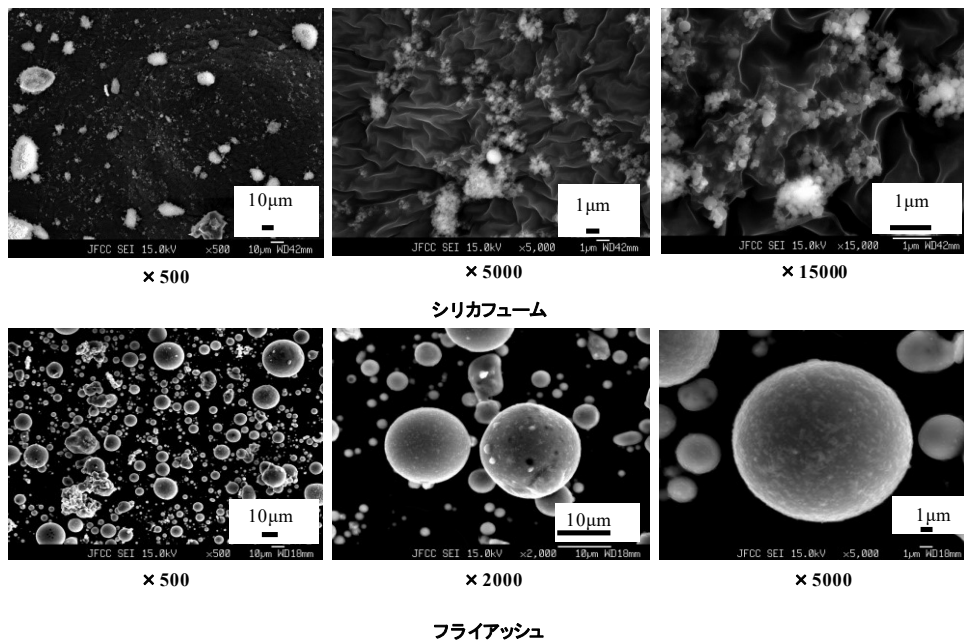 10μm
JFCC SEI 15.0kV ×500 10μm WD42mm
1μm
JFCC SEI 15.0kV ×5,000 1μm WD42mm
1μm
JFCC SEI 15.0kV ×15,000 1μm WD42mm
× 500
× 5000
× 15000
シリカフューム
10μm
JFCC SEI 15.0kV ×500 10μm WD18mm
10μm
JFCC SEI 15.0kV ×2,000 10μm WD18mm
1μm
JFCC SEI 15.0kV ×5,000 1μm WD18mm
× 500
× 2000
× 5000
フライアッシュ